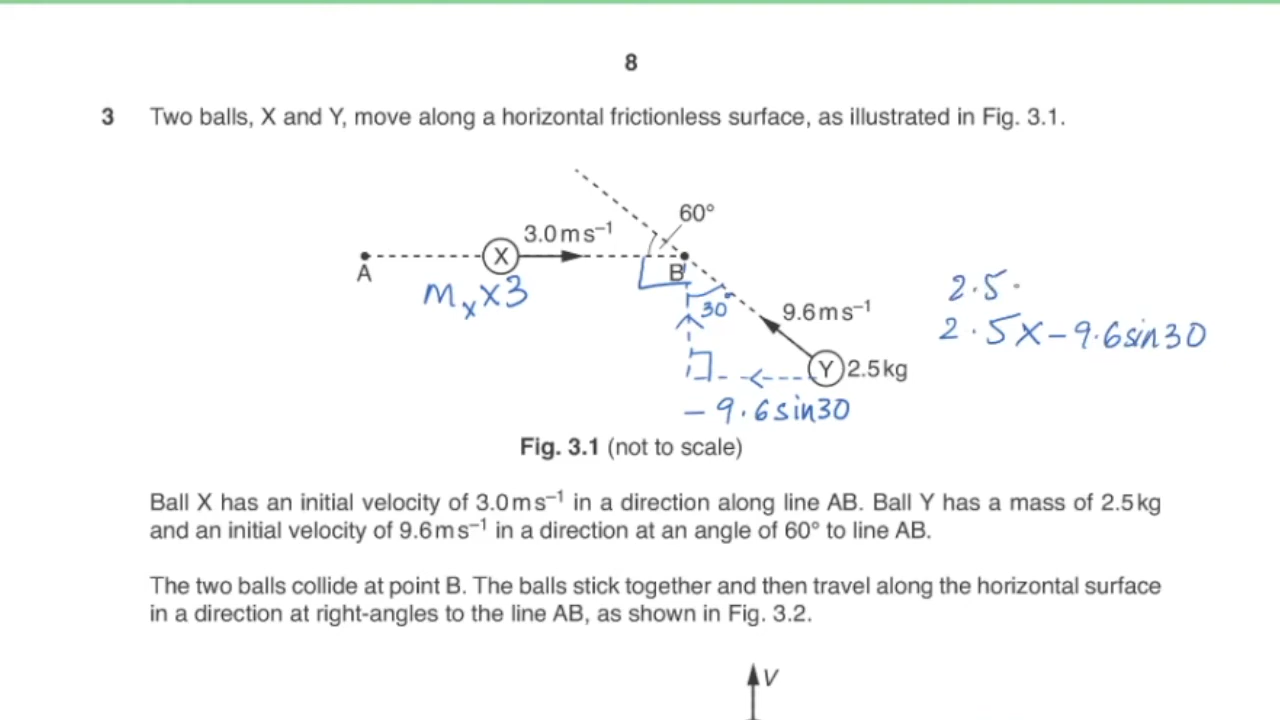 8
3 Two balls, X and Y, move along a horizontal frictionless surface, as illustrated in Fig. 3.1.
60°
3.0 m s⁻¹
X
A
B
mₓ×3
30°
9.6 m s⁻¹
2.5.
2.5×-9.6sin30
Y 2.5 kg
-9.6sin30
Fig. 3.1 (not to scale)
Ball X has an initial velocity of 3.0 m s⁻¹ in a direction along line AB. Ball Y has a mass of 2.5 kg
and an initial velocity of 9.6 m s⁻¹ in a direction at an angle of 60° to line AB.
The two balls collide at point B. The balls stick together and then travel along the horizontal surface
in a direction at right-angles to the line AB, as shown in Fig. 3.2.
V